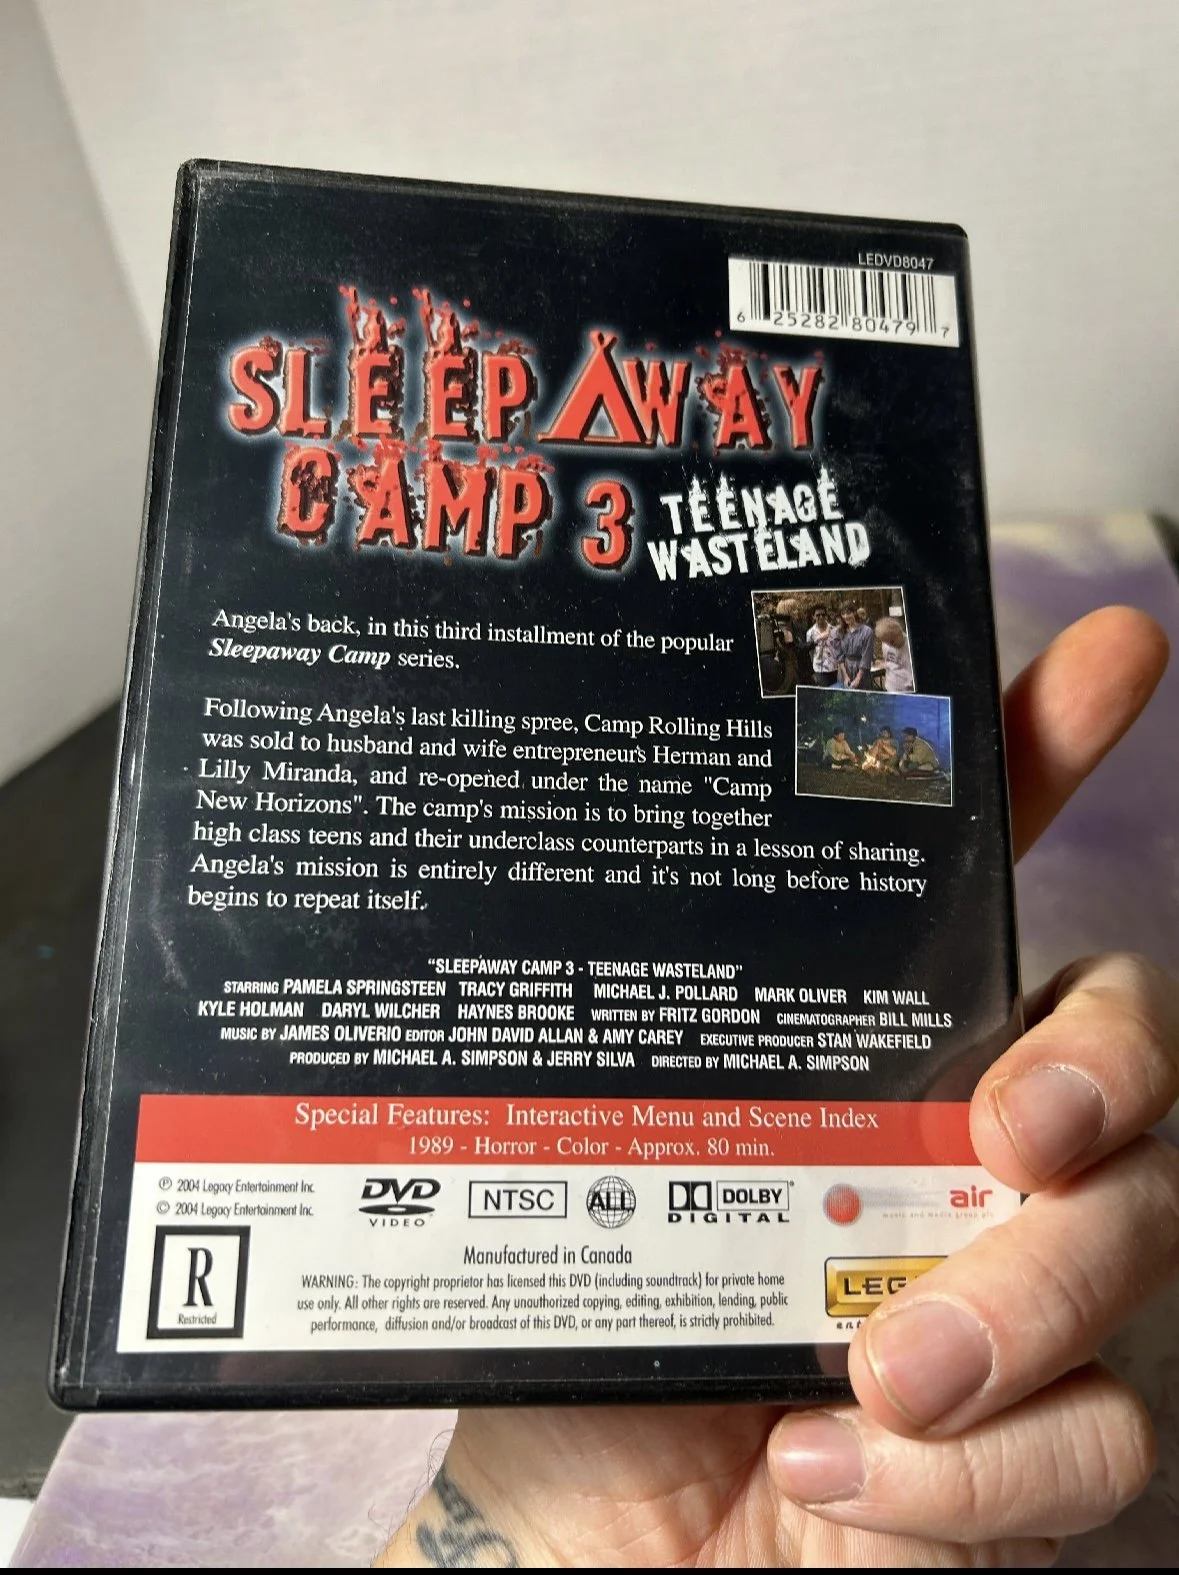 LEDVD8047
6 25282 80479 7
SLEEPAWAY
CAMP 3 TEENAGE
WASTELAND
Angela's back, in this third installment of the popular
Sleepaway Camp series.
Following Angela's last killing spree, Camp Rolling Hills
was sold to husband and wife entrepreneurs Herman and
Lilly Miranda, and re-opened under the name "Camp
New Horizons". The camp's mission is to bring together
high class teens and their underclass counterparts in a lesson of sharing.
Angela's mission is entirely different and it's not long before history
begins to repeat itself.
"SLEEPAWAY CAMP 3 - TEENAGE WASTELAND"
STARRING PAMELA SPRINGSTEEN TRACY GRIFFITH MICHAEL J. POLLARD MARK OLIVER KIM WALL
KYLE HOLMAN DARYL WILCHER HAYNES BROOKE WRITTEN BY FRITZ GORDON CINEMATOGRAPHER BILL MILLS
MUSIC BY JAMES OLIVERIO EDITOR JOHN DAVID ALLAN & AMY CAREY EXECUTIVE PRODUCER STAN WAKEFIELD
PRODUCED BY MICHAEL A. SIMPSON & JERRY SILVA DIRECTED BY MICHAEL A. SIMPSON
Special Features: Interactive Menu and Scene Index
1989 - Horror - Color - Approx. 80 min.
℗ 2004 Legacy Entertainment Inc.
© 2004 Legacy Entertainment Inc.
DVD VIDEO NTSC ALL DOLBY DIGITAL air
music and media group plc
R
Restricted
Manufactured in Canada
WARNING: The copyright proprietor has licensed this DVD (including soundtrack) for private home
use only. All other rights are reserved. Any unauthorized copying, editing, exhibition, lending, public
performance, diffusion and/or broadcast of this DVD, or any part thereof, is strictly prohibited.
LEG